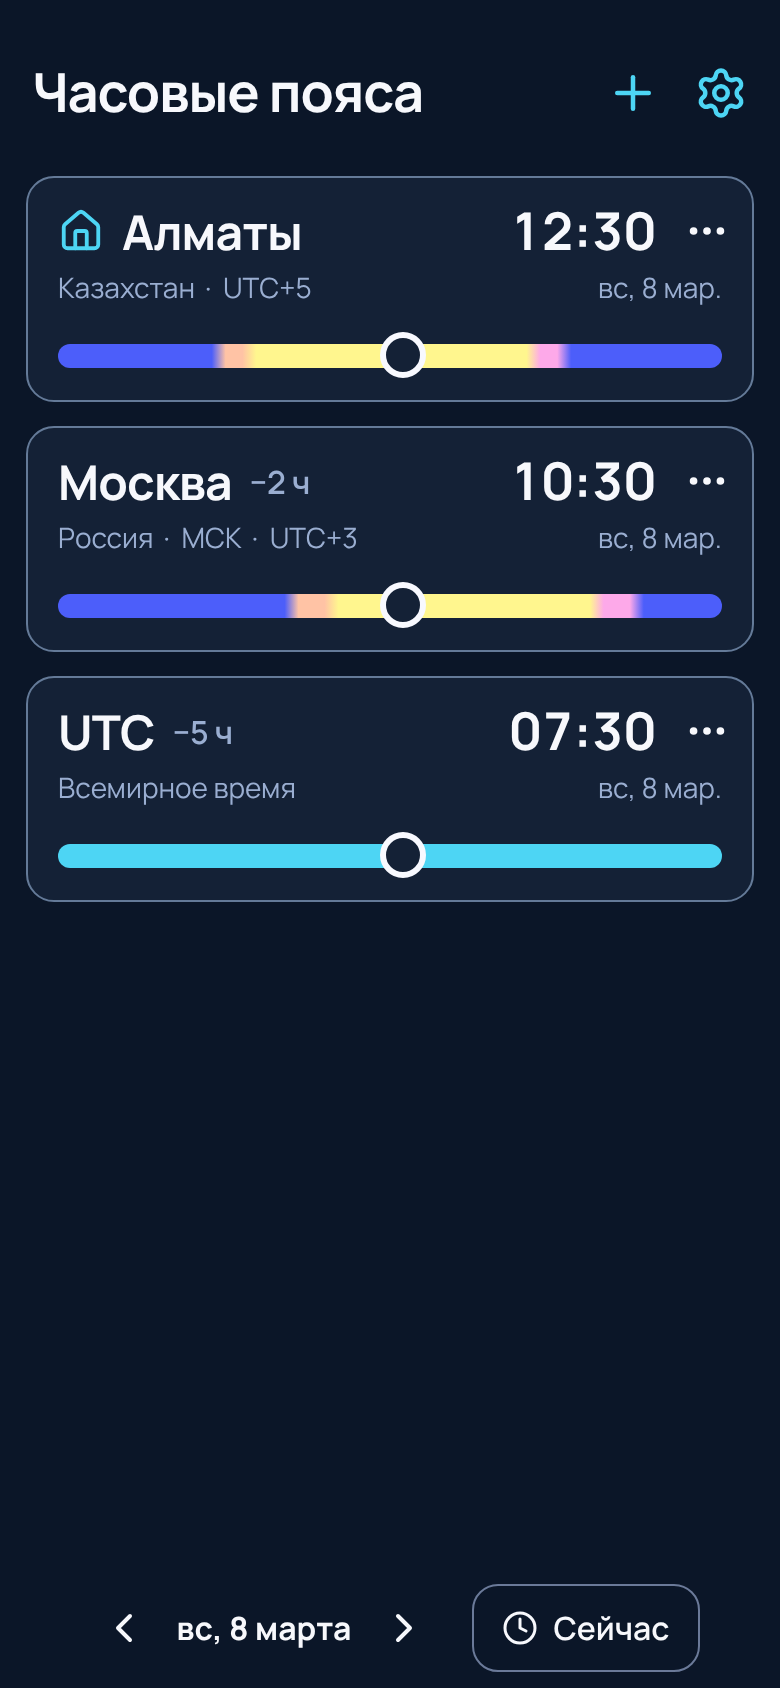 Часовые пояса
Алматы 12:30
Казахстан · UTC+5 вс, 8 мар.
Москва −2 ч 10:30
Россия · МСК · UTC+3 вс, 8 мар.
UTC −5 ч 07:30
Всемирное время вс, 8 мар.
вс, 8 марта Сейчас